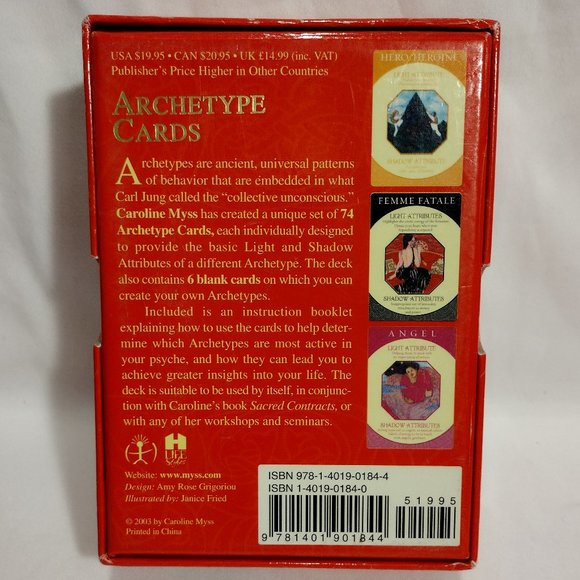 USA $19.95 • CAN $20.95 • UK £14.99 (inc. VAT)
Publisher's Price Higher in Other Countries
ARCHETYPE
CARDS
Archetypes are ancient, universal patterns
of behavior that are embedded in what
Carl Jung called the "collective unconscious."
Caroline Myss has created a unique set of 74
Archetype Cards, each individually designed
to provide the basic Light and Shadow
Attributes of a different Archetype. The deck
also contains 6 blank cards on which you can
create your own Archetypes.
Included is an instruction booklet
explaining how to use the cards to help deter-
mine which Archetypes are most active in
your psyche, and how they can lead you to
achieve greater insights into your life. The
deck is suitable to be used by itself, in conjunc-
tion with Caroline's book Sacred Contracts, or
with any of her workshops and seminars.
HERO/HEROINE
LIGHT ATTRIBUTE
SHADOW ATTRIBUTE
FEMME FATALE
LIGHT ATTRIBUTES
SHADOW ATTRIBUTES
ANGEL
LIGHT ATTRIBUTE
SHADOW ATTRIBUTES
H
LIFE
Styles
Website: www.myss.com
Design: Amy Rose Grigoriou
Illustrated by: Janice Fried
© 2003 by Caroline Myss
Printed in China
ISBN 978-1-4019-0184-4
ISBN 1-4019-0184-0
51995
9 781401 901844